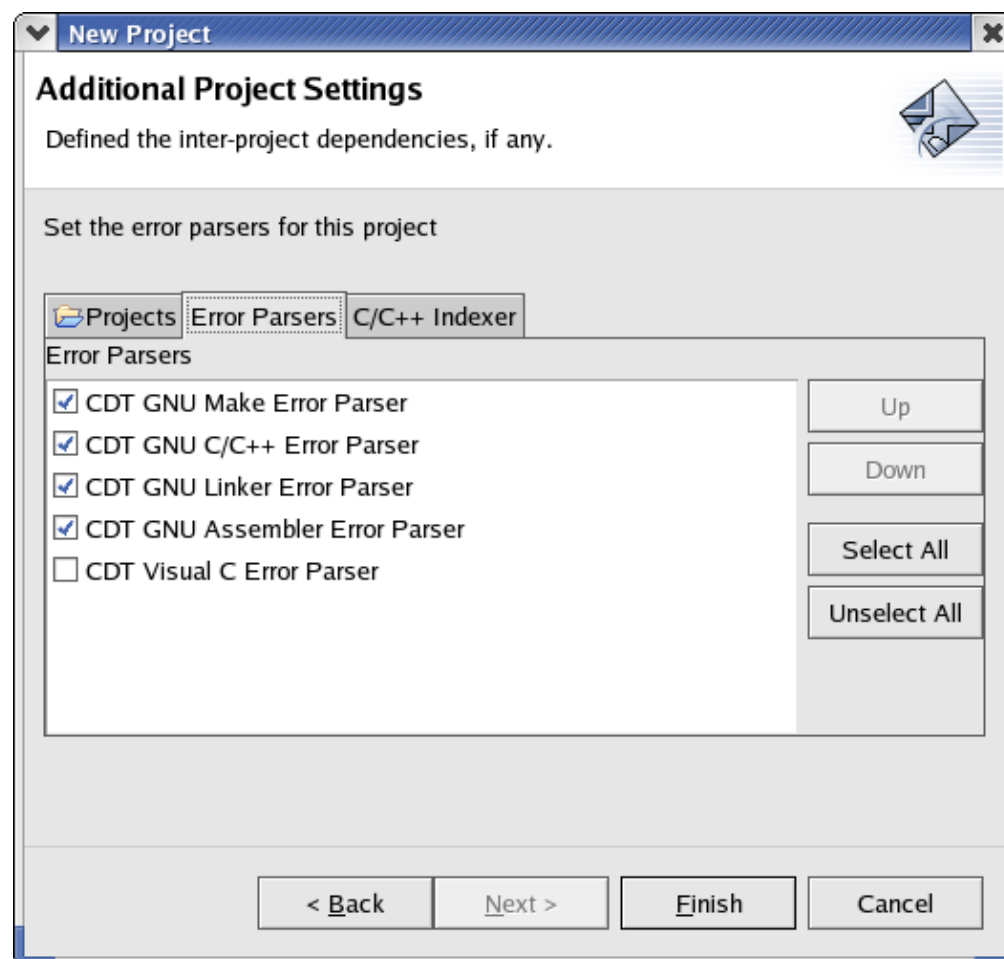 New Project
Additional Project Settings
Defined the inter-project dependencies, if any.
Set the error parsers for this project
Projects Error Parsers C/C++ Indexer
Error Parsers
CDT GNU Make Error Parser
CDT GNU C/C++ Error Parser
CDT GNU Linker Error Parser
CDT GNU Assembler Error Parser
CDT Visual C Error Parser
Up
Down
Select All
Unselect All
< Back Next > Finish Cancel